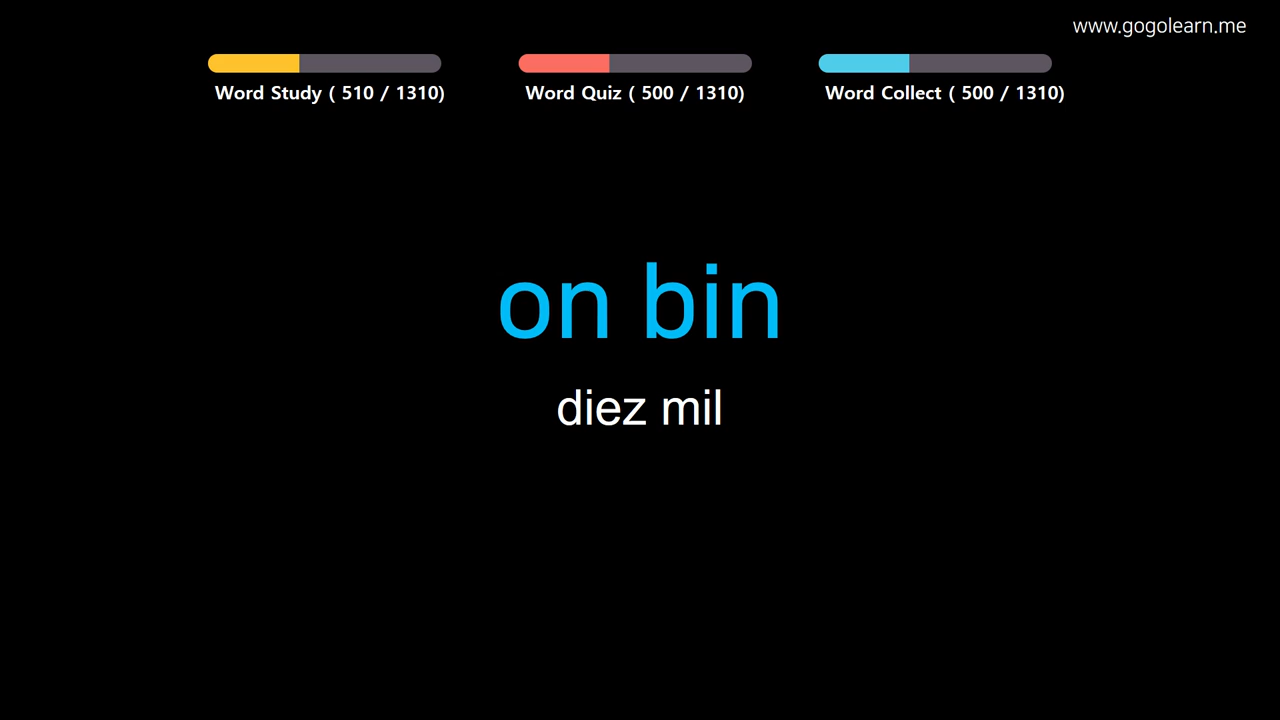 www.gogolearn.me
Word Study ( 510 / 1310)
Word Quiz ( 500 / 1310)
Word Collect ( 500 / 1310)
on bin
diez mil